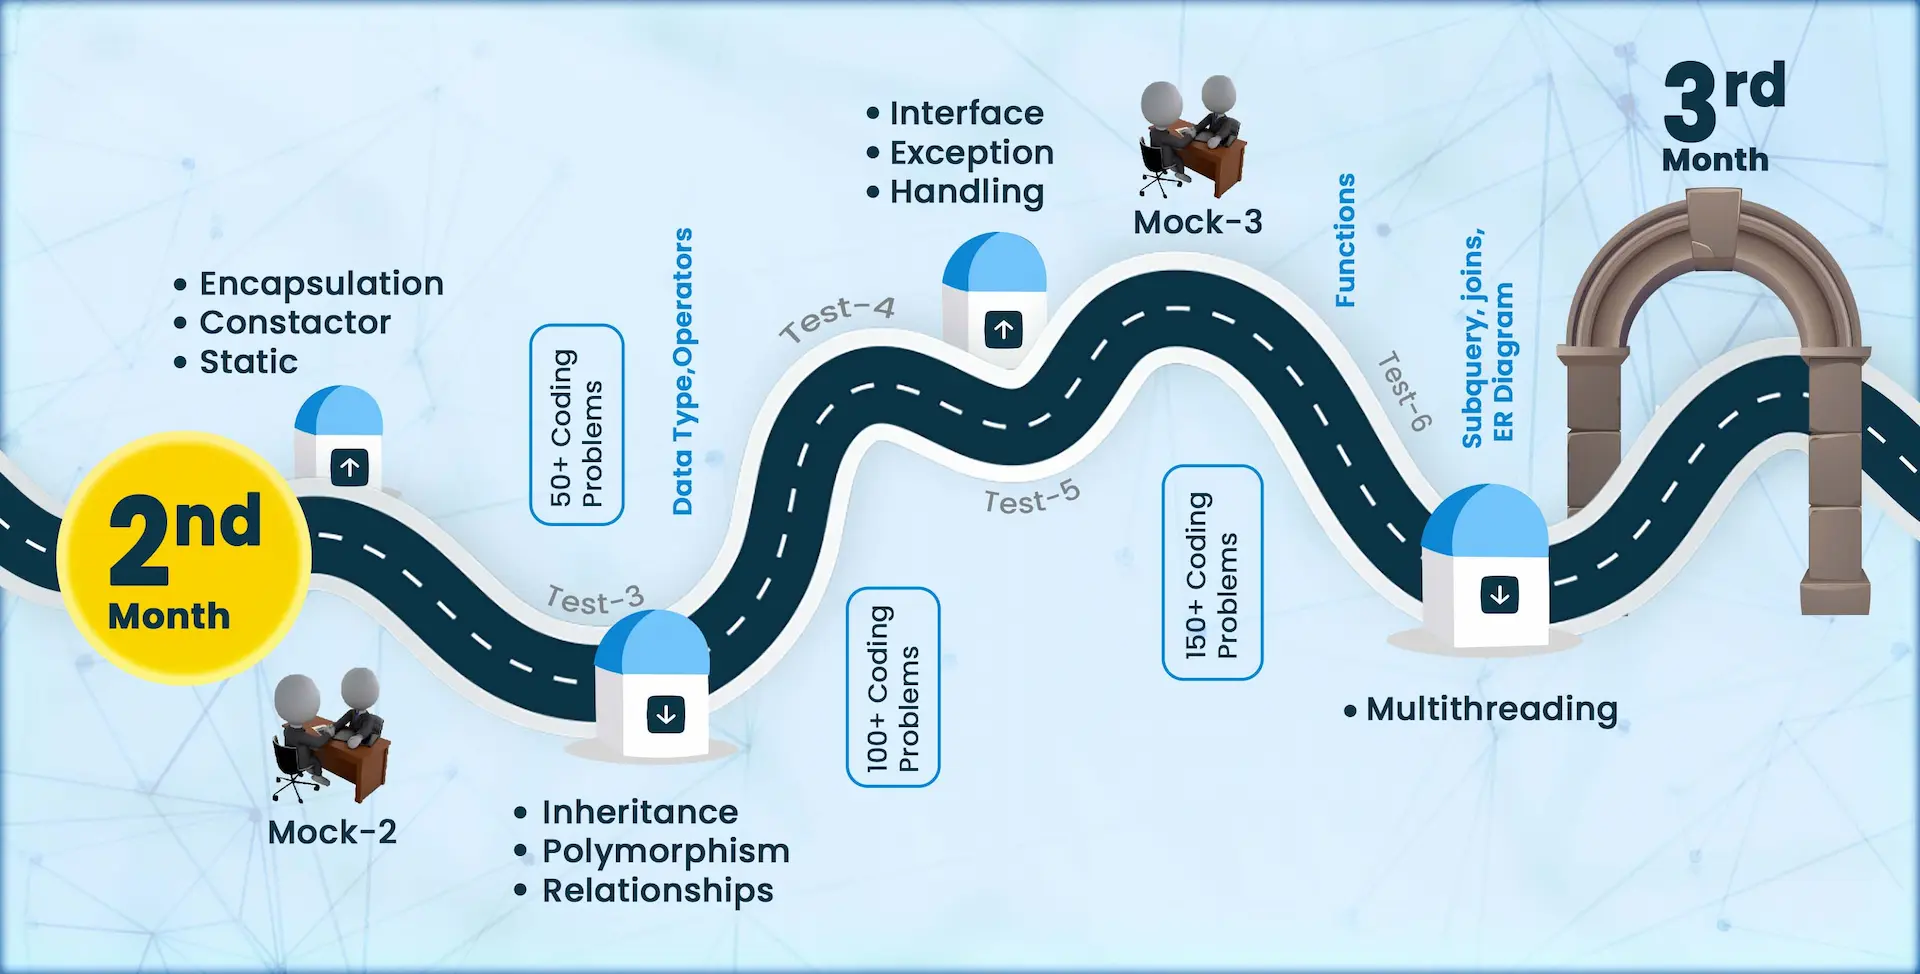 2nd
Month
• Encapsulation
• Constactor
• Static
Mock-2
50+ Coding
Problems
Test-3
• Inheritance
• Polymorphism
• Relationships
Data Type,Operators
Test-4
100+ Coding
Problems
• Interface
• Exception
• Handling
Test-5
Mock-3
150+ Coding
Problems
Functions
Test-6
Subquery, joins,
ER Diagram
• Multithreading
3rd
Month